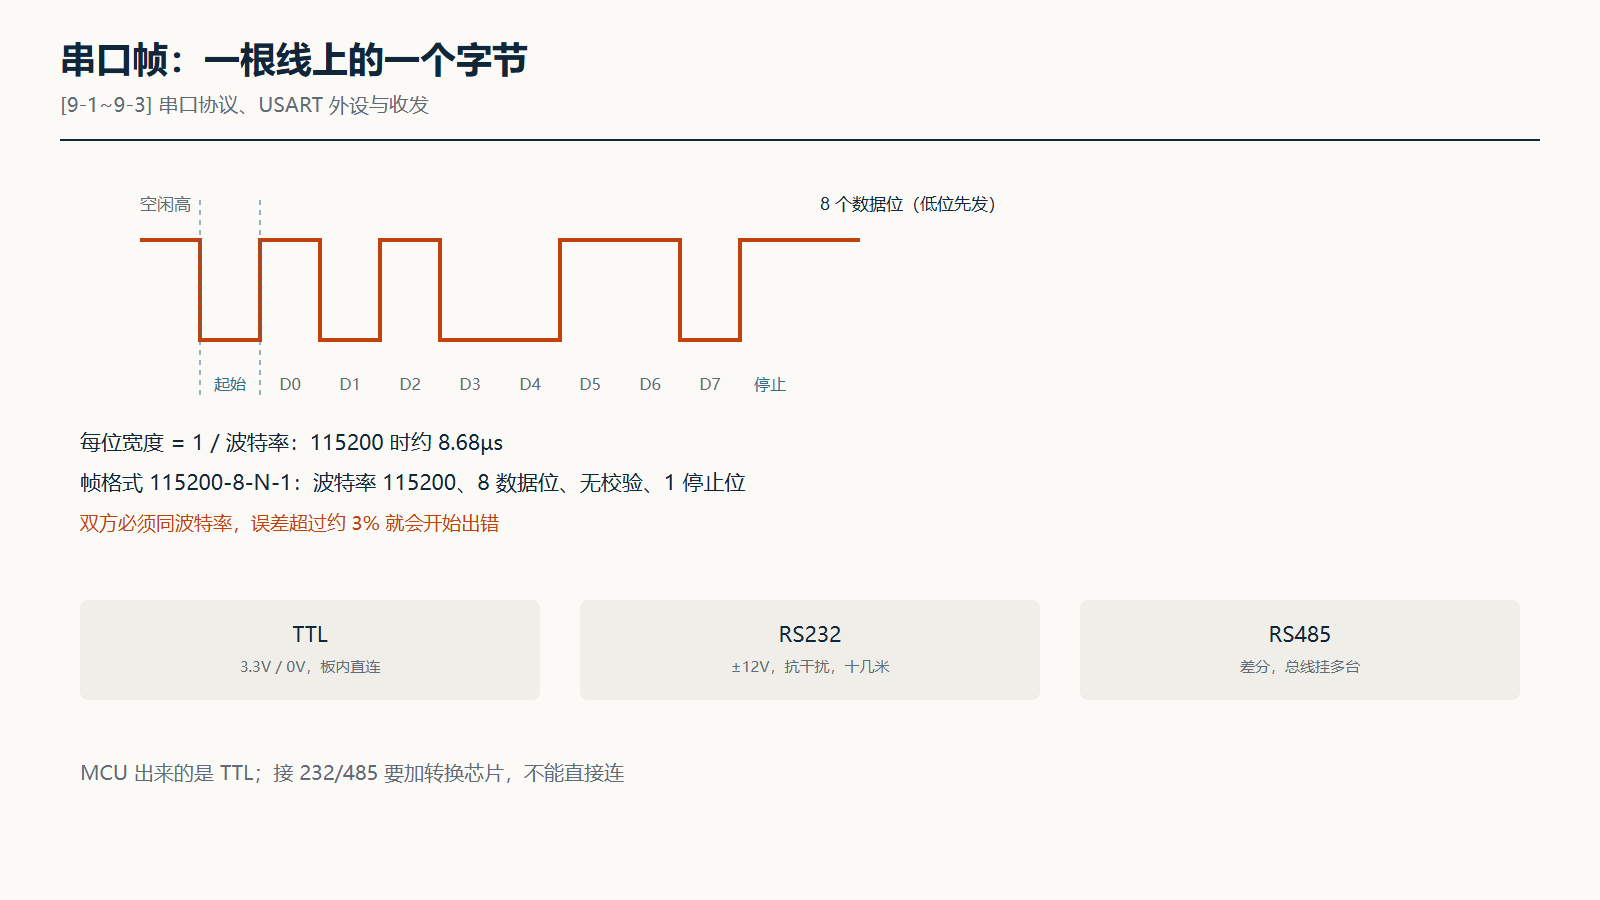 串口帧：一根线上的一个字节
[9-1~9-3] 串口协议、USART 外设与收发
空闲高
8 个数据位（低位先发）
起始 D0 D1 D2 D3 D4 D5 D6 D7 停止
每位宽度 = 1 / 波特率：115200 时约 8.68μs
帧格式 115200-8-N-1：波特率 115200、8 数据位、无校验、1 停止位
双方必须同波特率，误差超过约 3% 就会开始出错
TTL
3.3V / 0V，板内直连
RS232
±12V，抗干扰，十几米
RS485
差分，总线挂多台
MCU 出来的是 TTL；接 232/485 要加转换芯片，不能直接连